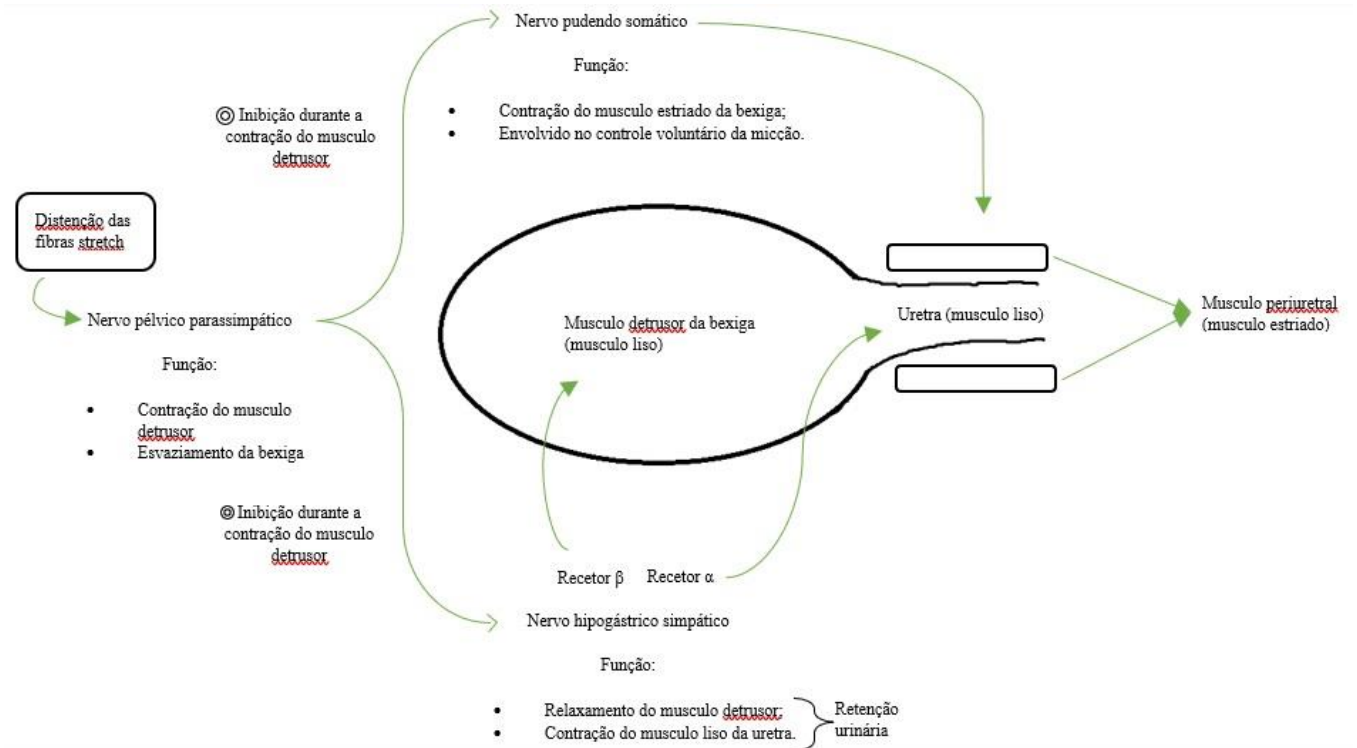 Nervo pudendo somático
Função:
• Contração do musculo estriado da bexiga;
• Envolvido no controle voluntário da micção.
◎ Inibição durante a
contração do musculo
detrusor
Distenção das
fibras stretch
Nervo pélvico parassimpático
Função:
• Contração do musculo
detrusor
• Esvaziamento da bexiga
Musculo detrusor da bexiga
(musculo liso)
Uretra (musculo liso)
Musculo periuretral
(musculo estriado)
◎ Inibição durante a
contração do musculo
detrusor
Recetor β Recetor α
Nervo hipogástrico simpático
Função:
• Relaxamento do musculo detrusor;
• Contração do musculo liso da uretra.
Retenção
urinária